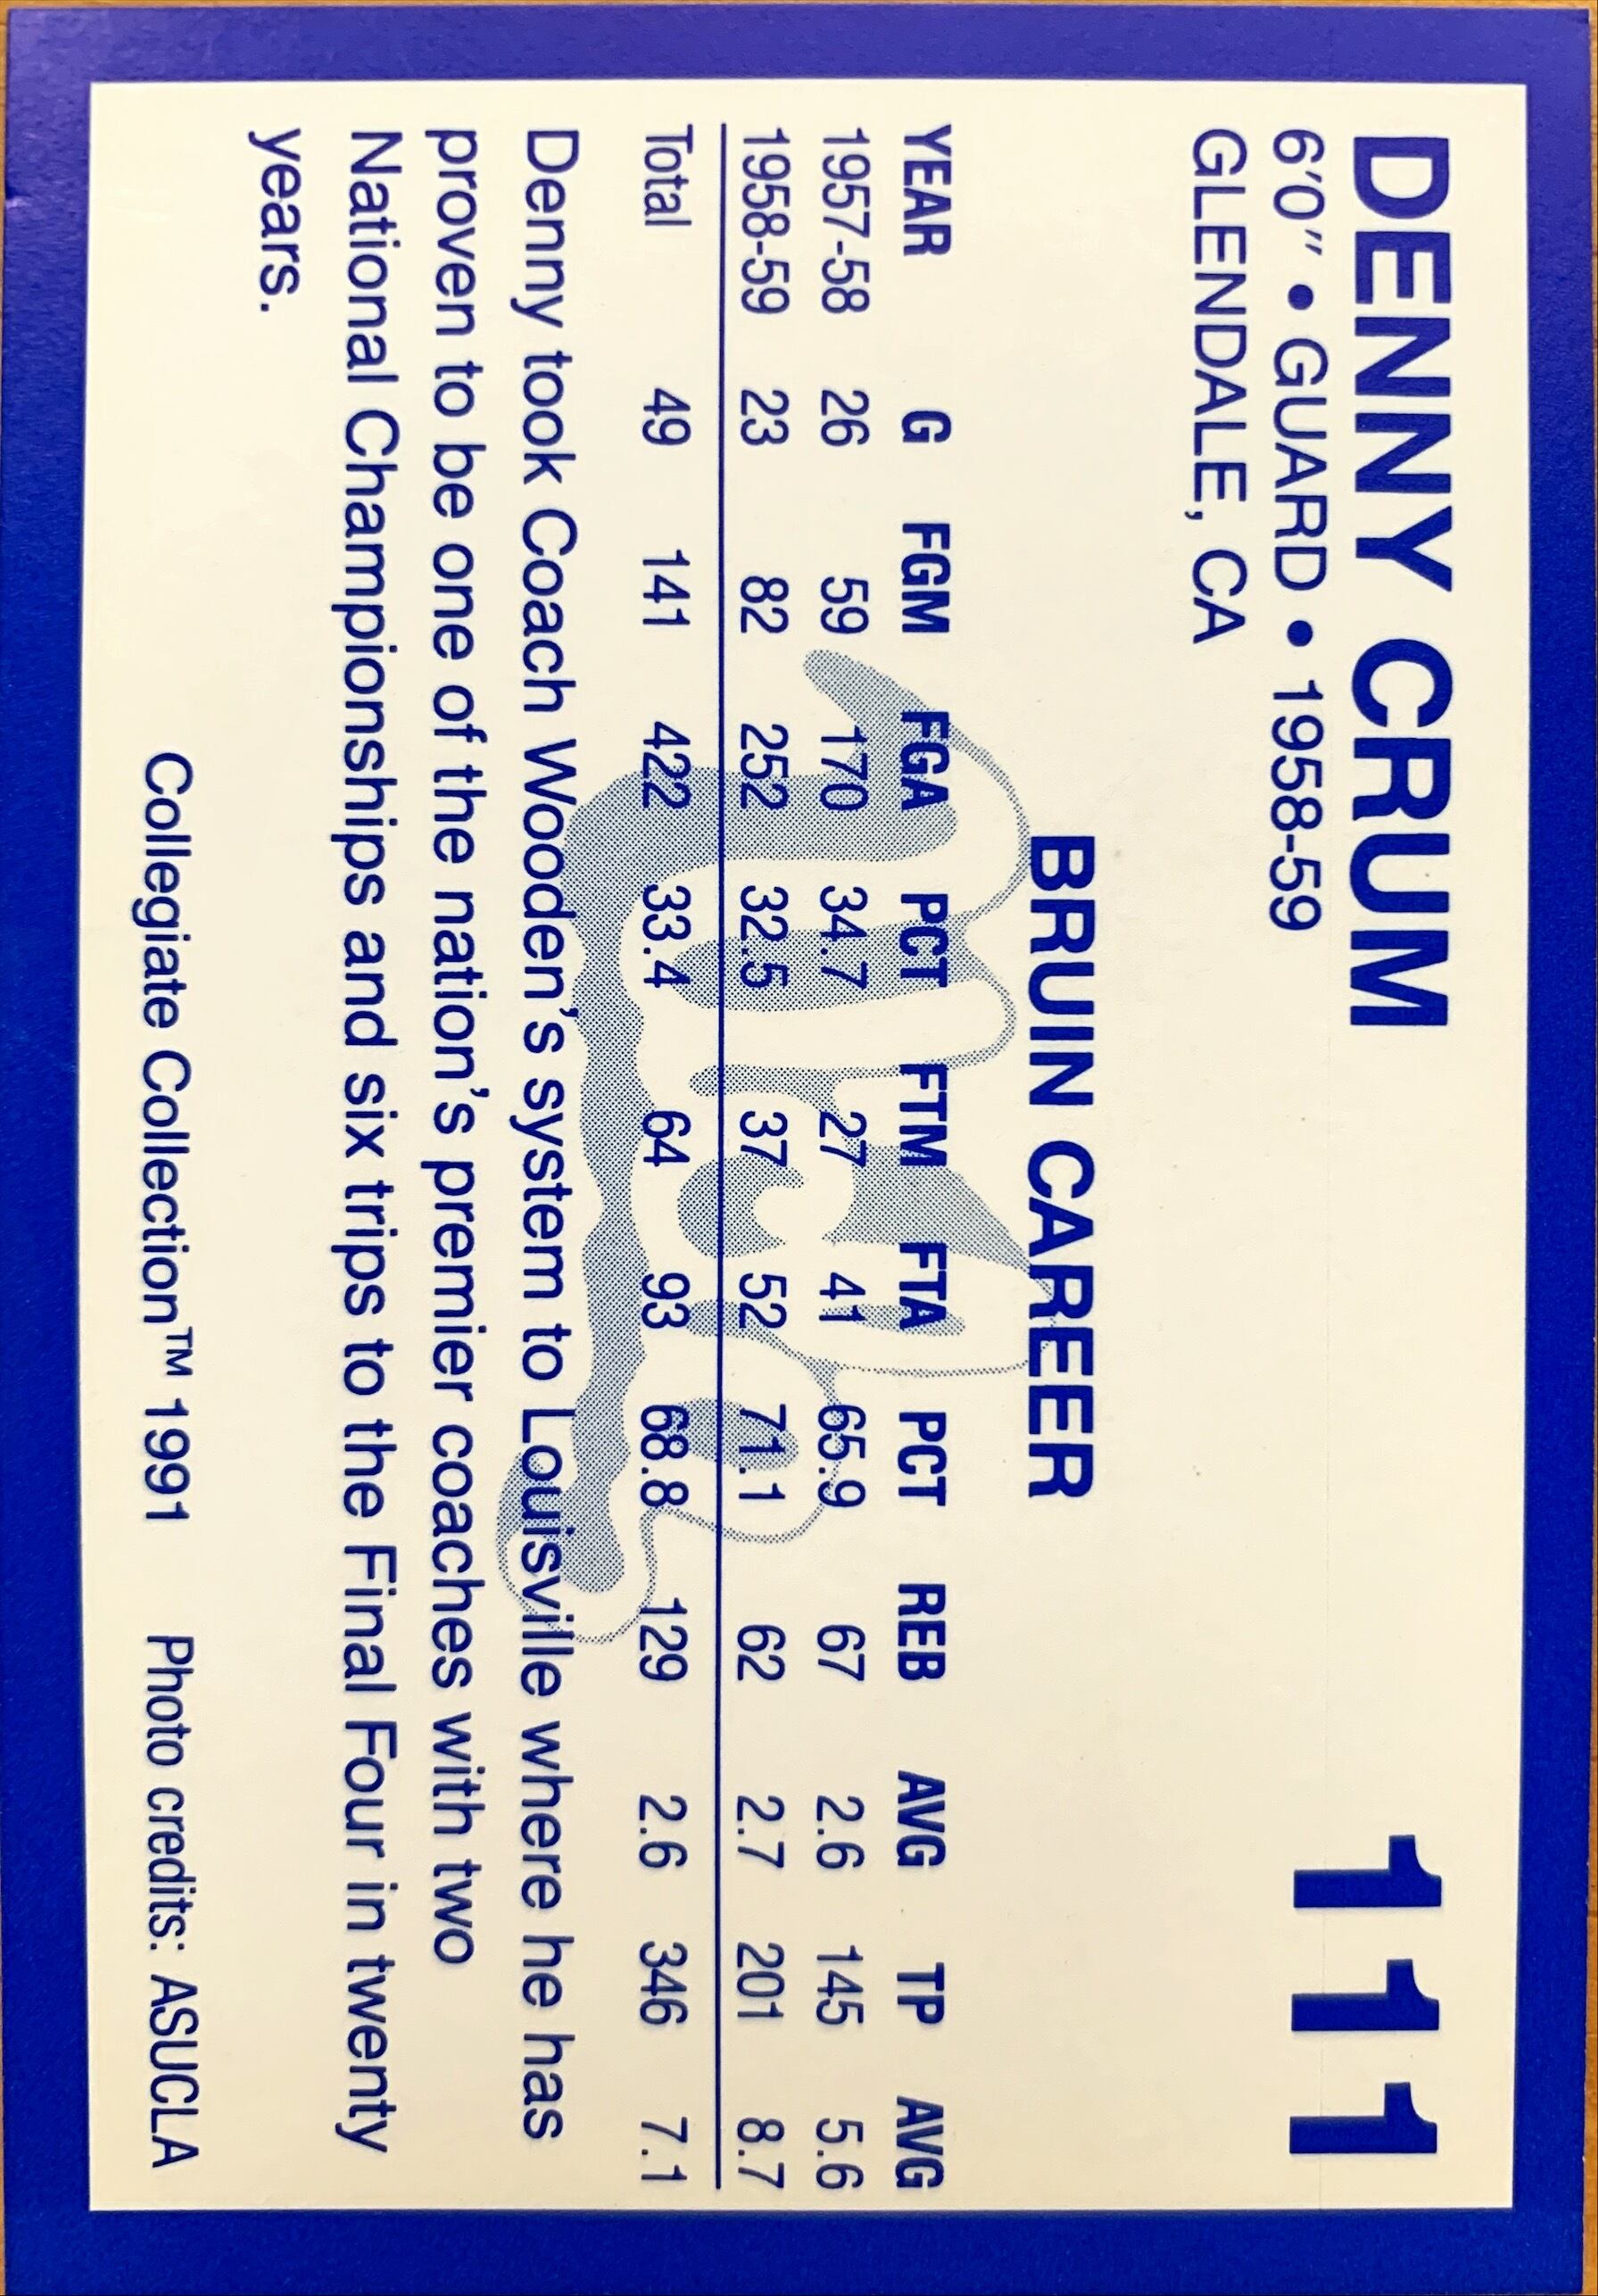 DENNY CRUM 111
6'0" • GUARD • 1958-59
GLENDALE, CA
BRUIN CAREER
YEAR G FGM FGA PCT FTM FTA PCT REB AVG TP AVG
1957-58 26 59 170 34.7 27 41 65.9 67 2.6 145 5.6
1958-59 23 82 252 32.5 37 52 71.1 62 2.7 201 8.7
Total 49 141 422 33.4 64 93 68.8 129 2.6 346 7.1
Denny took Coach Wooden's system to Louisville where he has
proven to be one of the nation's premier coaches with two
National Championships and six trips to the Final Four in twenty
years.
Collegiate Collection™ 1991 Photo credits: ASUCLA